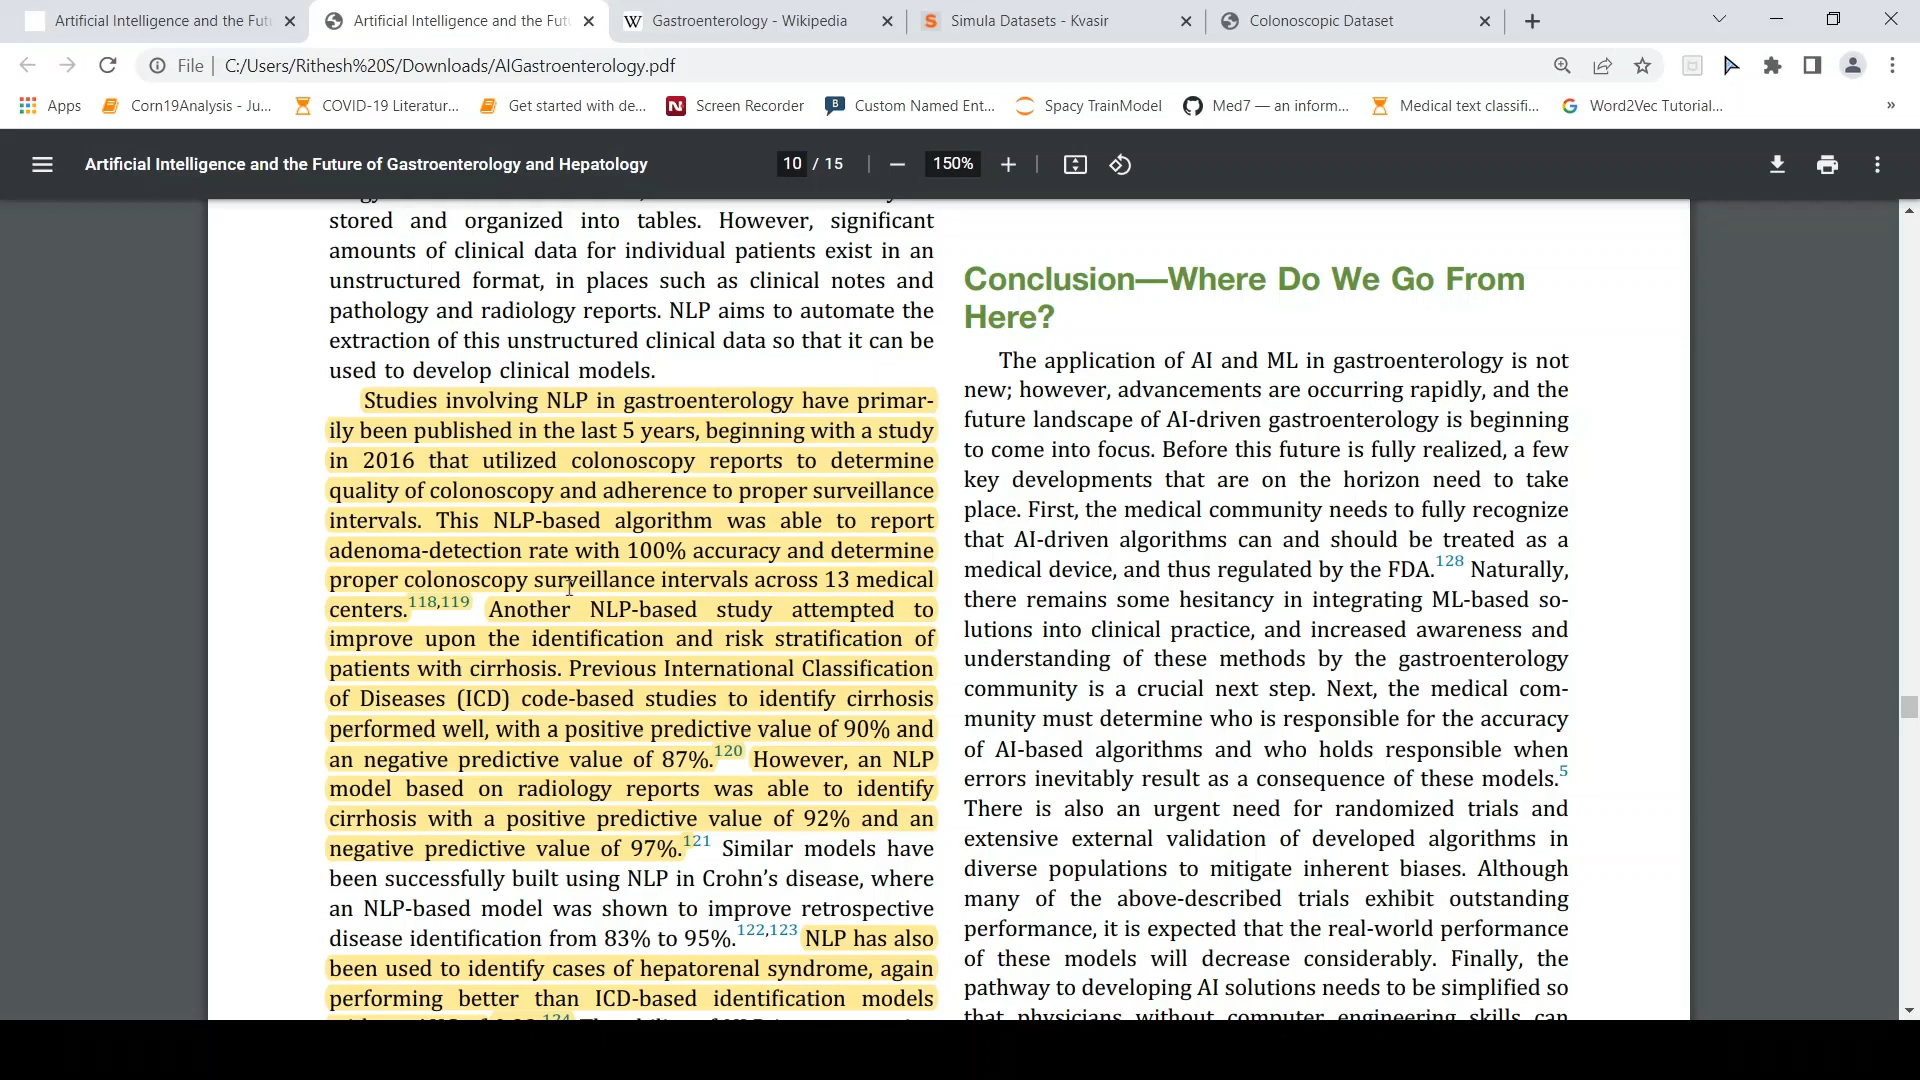 Artificial Intelligence and the Futu
Artificial Intelligence and the Fut
Gastroenterology - Wikipedia
Simula Datasets - Kvasir
Colonoscopic Dataset
File | C:/Users/Rithesh%20S/Downloads/AIGastroenterology.pdf
Apps
Corn19Analysis - Ju...
COVID-19 Literatur...
Get started with de...
Screen Recorder
Custom Named Ent...
Spacy TrainModel
Med7 — an inform...
Medical text classifi...
Word2Vec Tutorial...
»
Artificial Intelligence and the Future of Gastroenterology and Hepatology
10 / 15
150%
stored and organized into tables. However, significant
amounts of clinical data for individual patients exist in an
unstructured format, in places such as clinical notes and
pathology and radiology reports. NLP aims to automate the
extraction of this unstructured clinical data so that it can be
used to develop clinical models.
Studies involving NLP in gastroenterology have primar-
ily been published in the last 5 years, beginning with a study
in 2016 that utilized colonoscopy reports to determine
quality of colonoscopy and adherence to proper surveillance
intervals. This NLP-based algorithm was able to report
adenoma-detection rate with 100% accuracy and determine
proper colonoscopy surveillance intervals across 13 medical
centers.118,119 Another NLP-based study attempted to
improve upon the identification and risk stratification of
patients with cirrhosis. Previous International Classification
of Diseases (ICD) code-based studies to identify cirrhosis
performed well, with a positive predictive value of 90% and
an negative predictive value of 87%.120 However, an NLP
model based on radiology reports was able to identify
cirrhosis with a positive predictive value of 92% and an
negative predictive value of 97%.121 Similar models have
been successfully built using NLP in Crohn's disease, where
an NLP-based model was shown to improve retrospective
disease identification from 83% to 95%.122,123 NLP has also
been used to identify cases of hepatorenal syndrome, again
performing better than ICD-based identification models
Conclusion—Where Do We Go From
Here?
The application of AI and ML in gastroenterology is not
new; however, advancements are occurring rapidly, and the
future landscape of AI-driven gastroenterology is beginning
to come into focus. Before this future is fully realized, a few
key developments that are on the horizon need to take
place. First, the medical community needs to fully recognize
that AI-driven algorithms can and should be treated as a
medical device, and thus regulated by the FDA.128 Naturally,
there remains some hesitancy in integrating ML-based so-
lutions into clinical practice, and increased awareness and
understanding of these methods by the gastroenterology
community is a crucial next step. Next, the medical com-
munity must determine who is responsible for the accuracy
of AI-based algorithms and who holds responsible when
errors inevitably result as a consequence of these models.5
There is also an urgent need for randomized trials and
extensive external validation of developed algorithms in
diverse populations to mitigate inherent biases. Although
many of the above-described trials exhibit outstanding
performance, it is expected that the real-world performance
of these models will decrease considerably. Finally, the
pathway to developing AI solutions needs to be simplified so
that physicians without computer engineering skills can